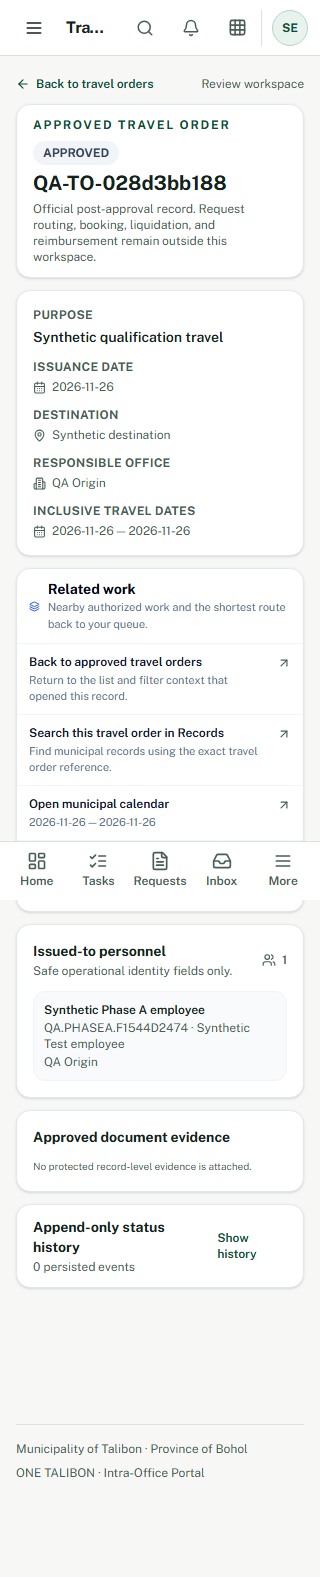 Tra...
SE
Back to travel orders
Review workspace
APPROVED TRAVEL ORDER
APPROVED
QA-TO-028d3bb188
Official post-approval record. Request
routing, booking, liquidation, and
reimbursement remain outside this
workspace.
PURPOSE
Synthetic qualification travel
ISSUANCE DATE
2026-11-26
DESTINATION
Synthetic destination
RESPONSIBLE OFFICE
QA Origin
INCLUSIVE TRAVEL DATES
2026-11-26 — 2026-11-26
Related work
Nearby authorized work and the shortest route
back to your queue.
Back to approved travel orders
Return to the list and filter context that
opened this record.
Search this travel order in Records
Find municipal records using the exact travel
order reference.
Open municipal calendar
2026-11-26 — 2026-11-26
Home
Tasks
Requests
Inbox
More
Issued-to personnel
Safe operational identity fields only.
1
Synthetic Phase A employee
QA.PHASEA.F1544D2474 · Synthetic
Test employee
QA Origin
Approved document evidence
No protected record-level evidence is attached.
Append-only status
history
0 persisted events
Show
history
Municipality of Talibon · Province of Bohol
ONE TALIBON · Intra-Office Portal